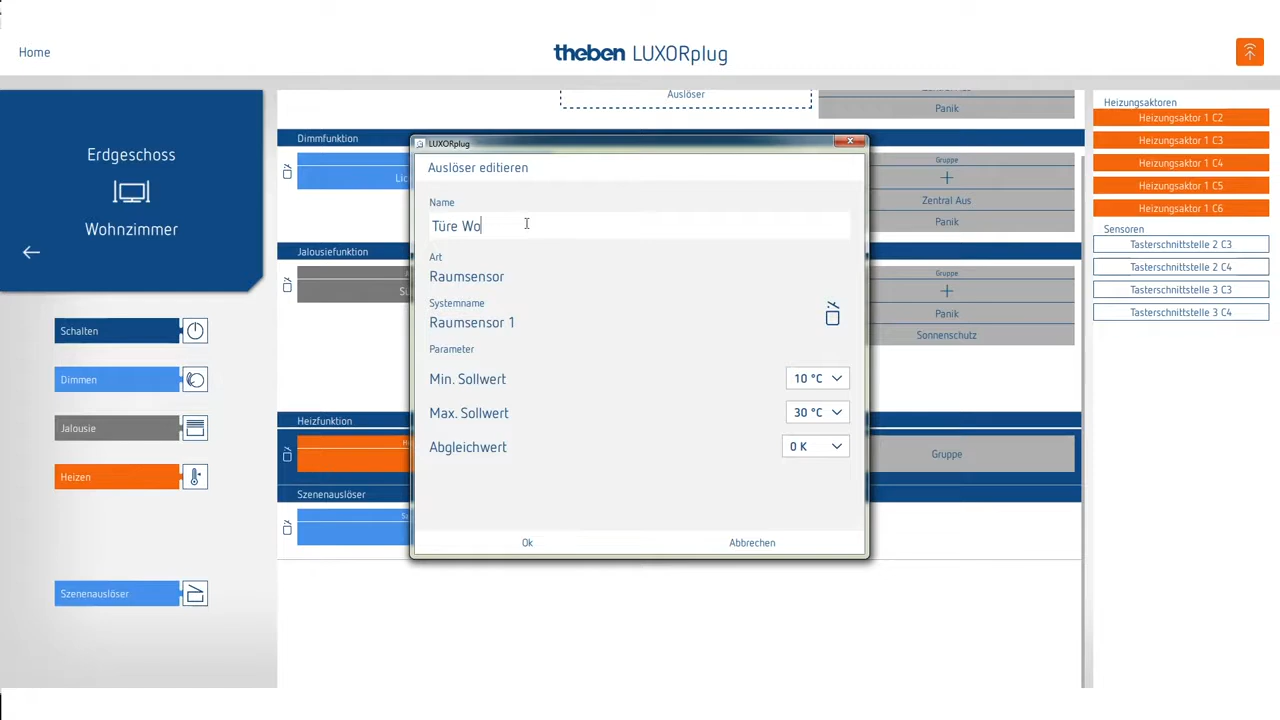 Home
theben LUXORplug
Erdgeschoss
Wohnzimmer
Schalten
Dimmen
Jalousie
Heizen
Szenenauslöser
Auslöser
Panik
Dimmfunktion
Lic
Gruppe
+
Zentral Aus
Panik
Jalousiefunktion
Gruppe
+
Panik
Sonnenschutz
Heizfunktion
Gruppe
Szenenauslöser
LUXORplug
Auslöser editieren
Name
Türe Wo
Art
Raumsensor
Systemname
Raumsensor 1
Parameter
Min. Sollwert 10 °C
Max. Sollwert 30 °C
Abgleichwert 0 K
Ok Abbrechen
Heizungsaktoren
Heizungsaktor 1 C2
Heizungsaktor 1 C3
Heizungsaktor 1 C4
Heizungsaktor 1 C5
Heizungsaktor 1 C6
Sensoren
Tasterschnittstelle 2 C3
Tasterschnittstelle 2 C4
Tasterschnittstelle 3 C3
Tasterschnittstelle 3 C4